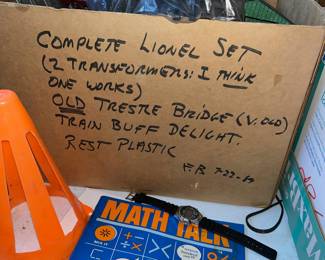 COMPLETE LIONEL SET
(2 TRANSFORMERS: I THINK
ONE WORKS)
OLD TRESTLE BRIDGE (V. OLD)
TRAIN BUFF DELIGHT.
REST PLASTIC
MATH TALK